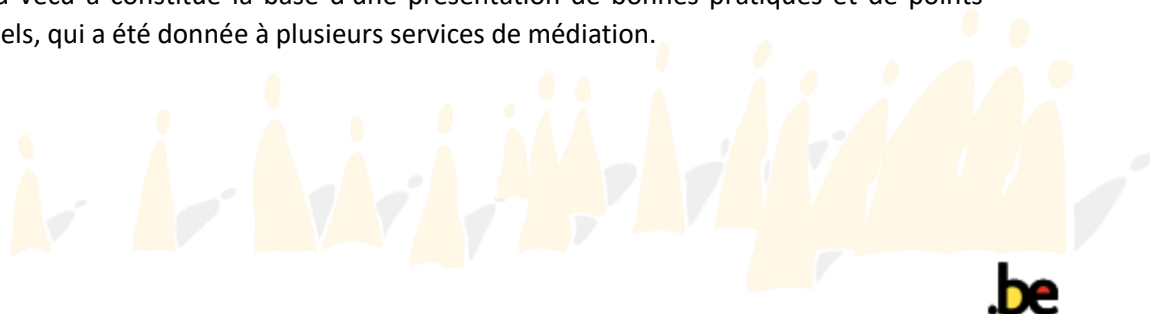 vécu a constitué la base d'une présentation de bonnes pratiques et de points
els, qui a été donnée à plusieurs services de médiation.
.be